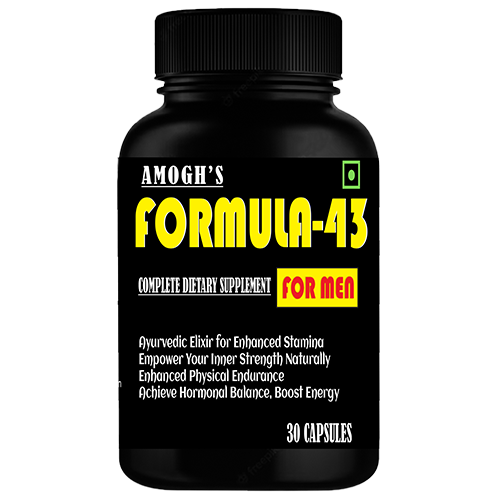 AMOGH'S
FORMULA-43
COMPLETE DIETARY SUPPLEMENT FOR MEN
Ayurvedic Elixir for Enhanced Stamina
Empower Your Inner Strength Naturally
Enhanced Physical Endurance
Achieve Hormonal Balance, Boost Energy
30 CAPSULES